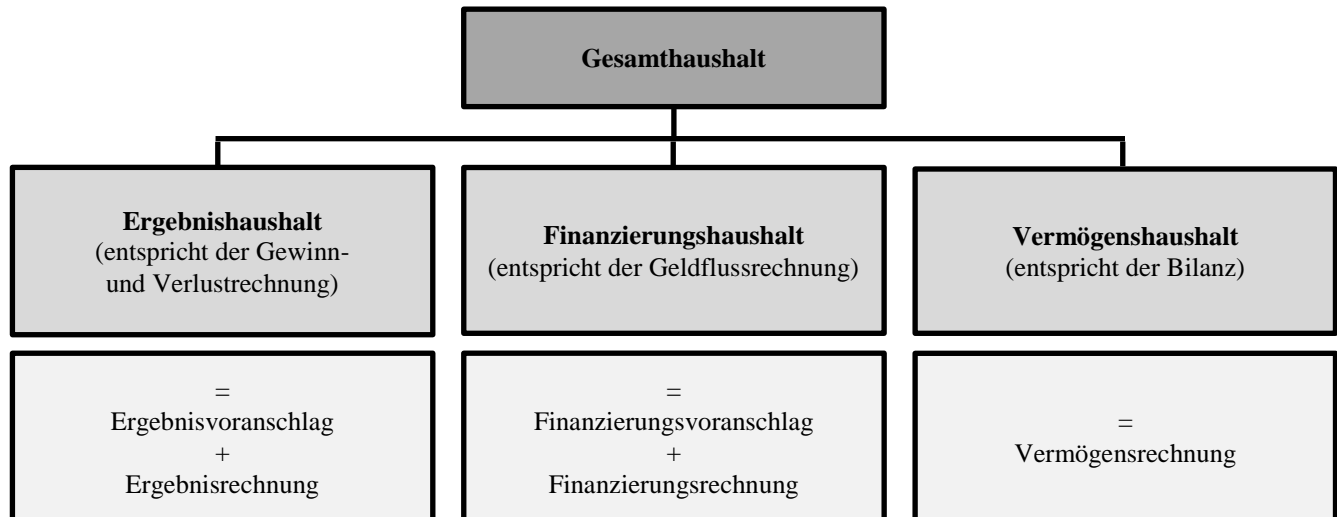 Gesamthaushalt
Ergebnishaushalt
(entspricht der Gewinn-
und Verlustrechnung)
Finanzierungshaushalt
(entspricht der Geldflussrechnung)
Vermögenshaushalt
(entspricht der Bilanz)
=
Ergebnisvoranschlag
+
Ergebnisrechnung
=
Finanzierungsvoranschlag
+
Finanzierungsrechnung
=
Vermögensrechnung